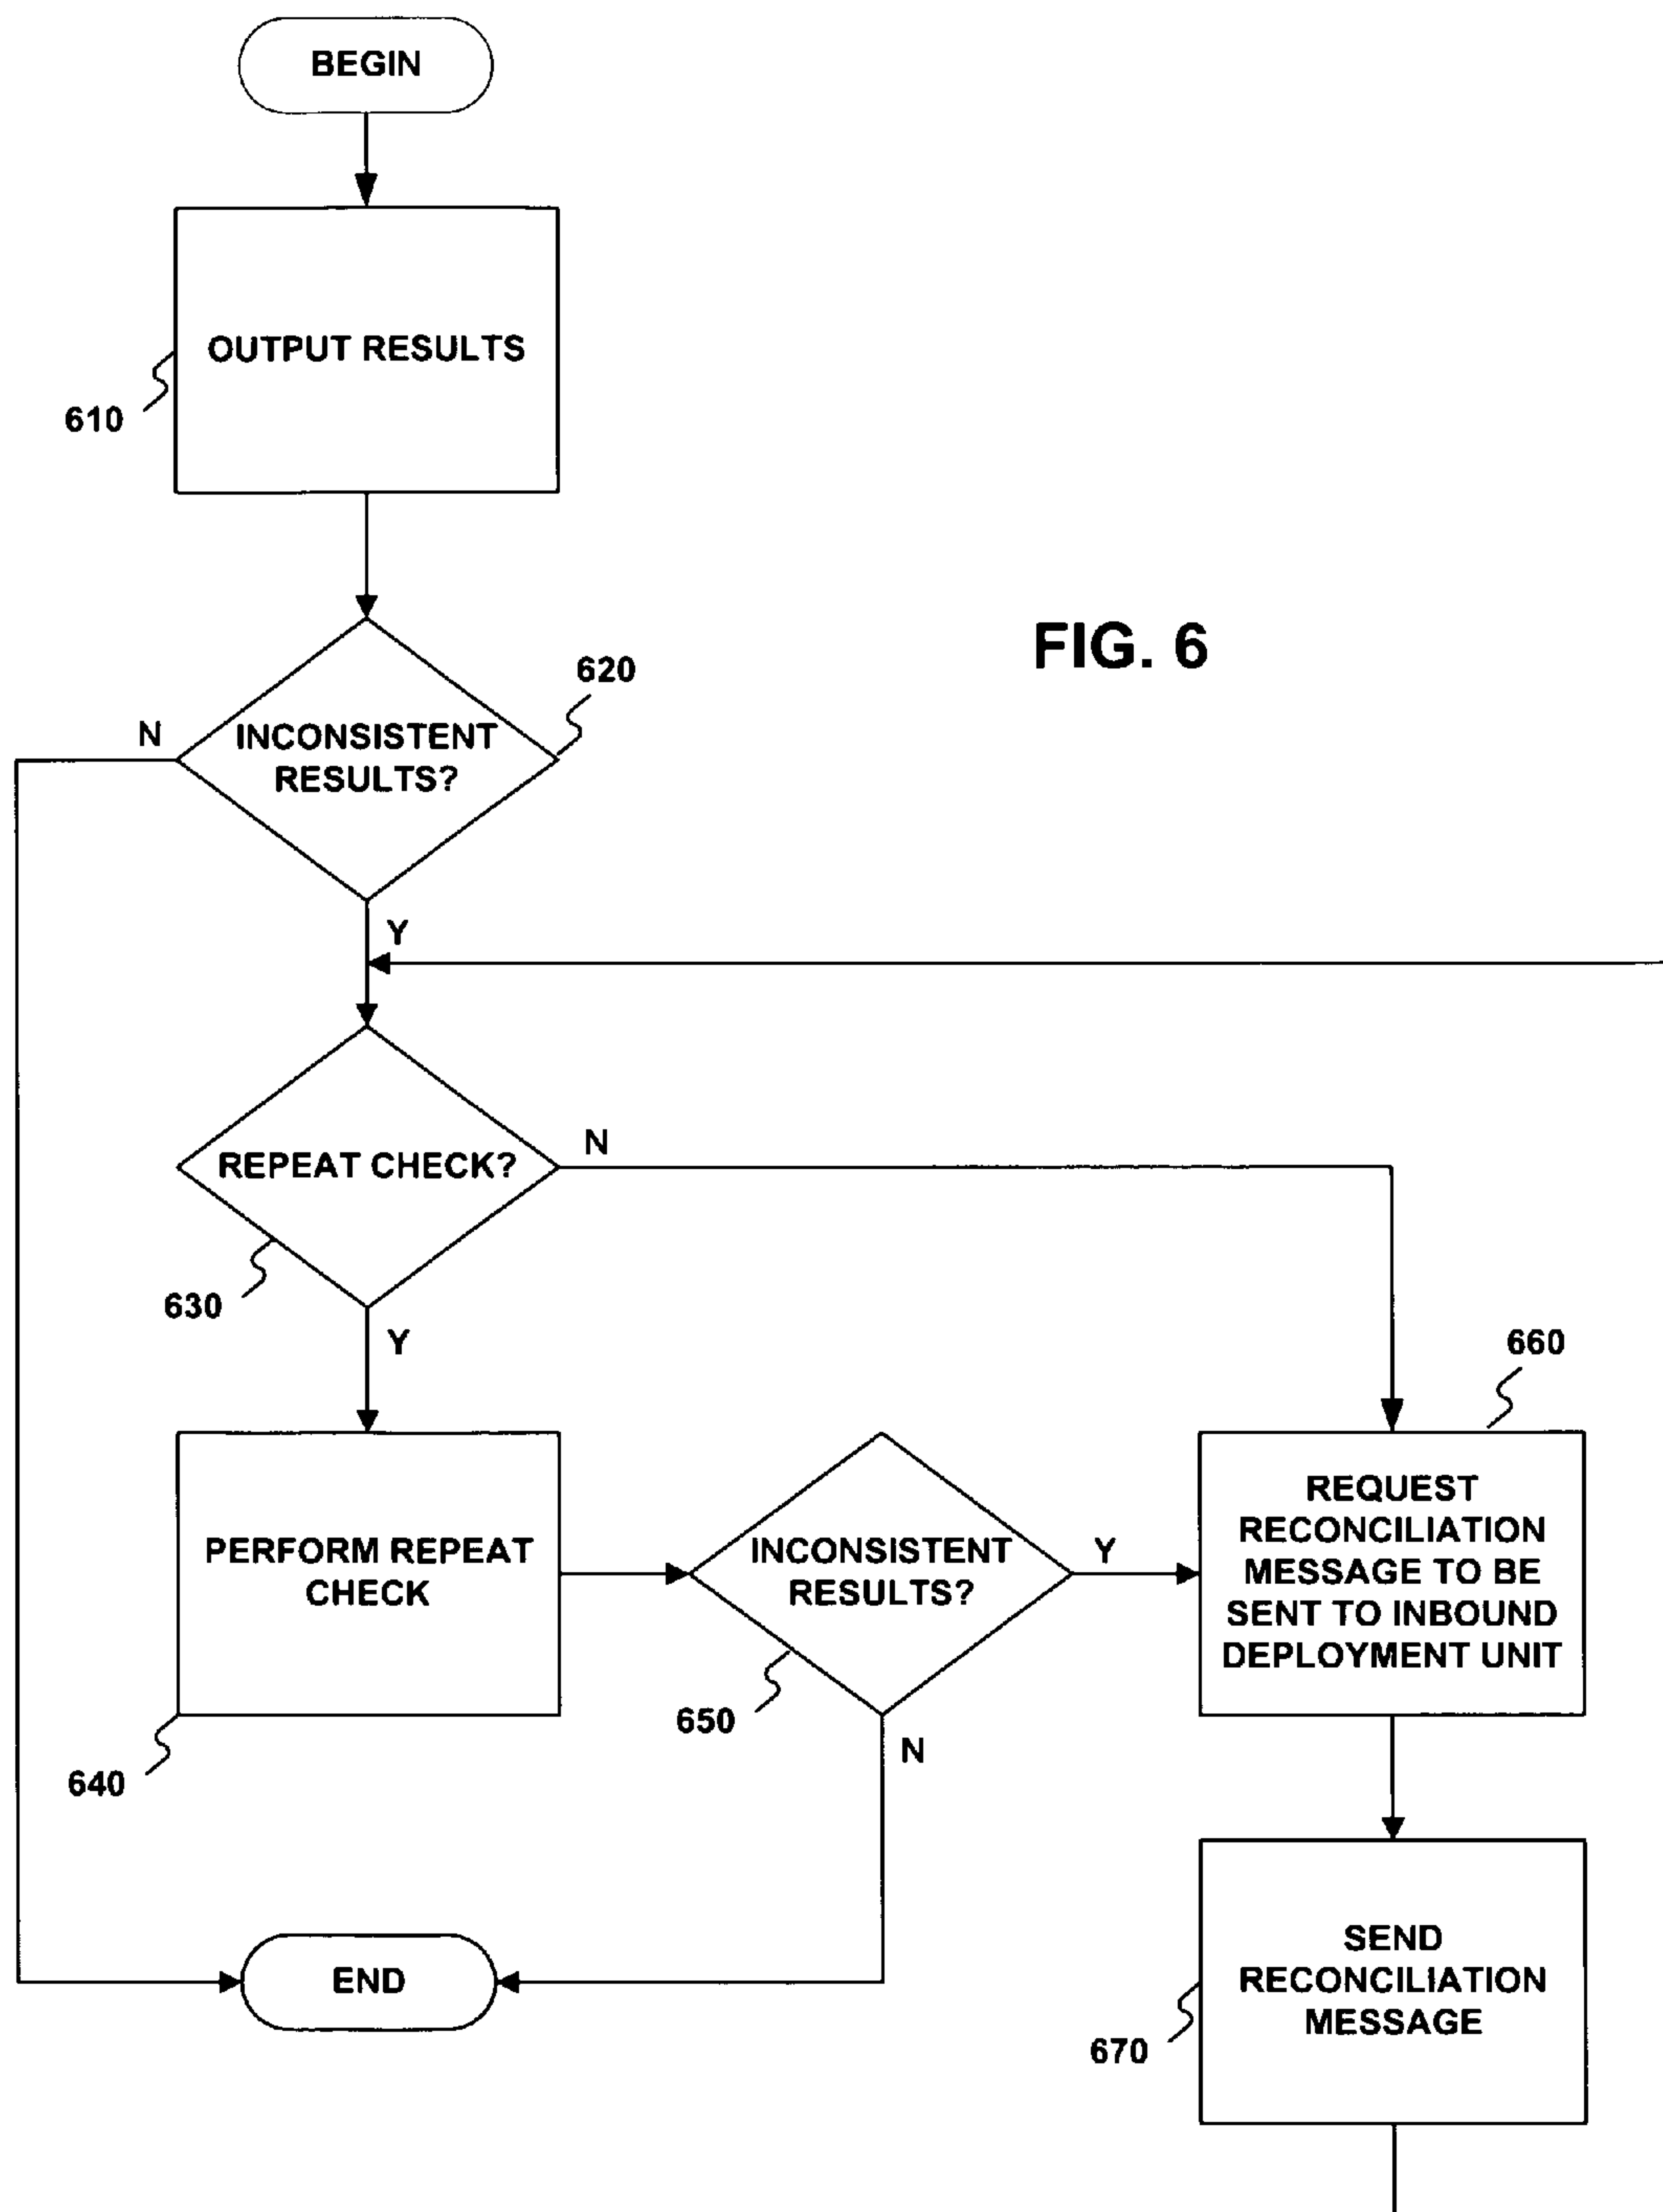 BEGIN
OUTPUT RESULTS
610
FIG. 6
620
N
INCONSISTENT
RESULTS?
Y
REPEAT CHECK?
N
630
Y
660
PERFORM REPEAT
CHECK
640
INCONSISTENT
RESULTS?
Y
650
N
REQUEST
RECONCILIATION
MESSAGE TO BE
SENT TO INBOUND
DEPLOYMENT UNIT
END
SEND
RECONCILIATION
MESSAGE
670